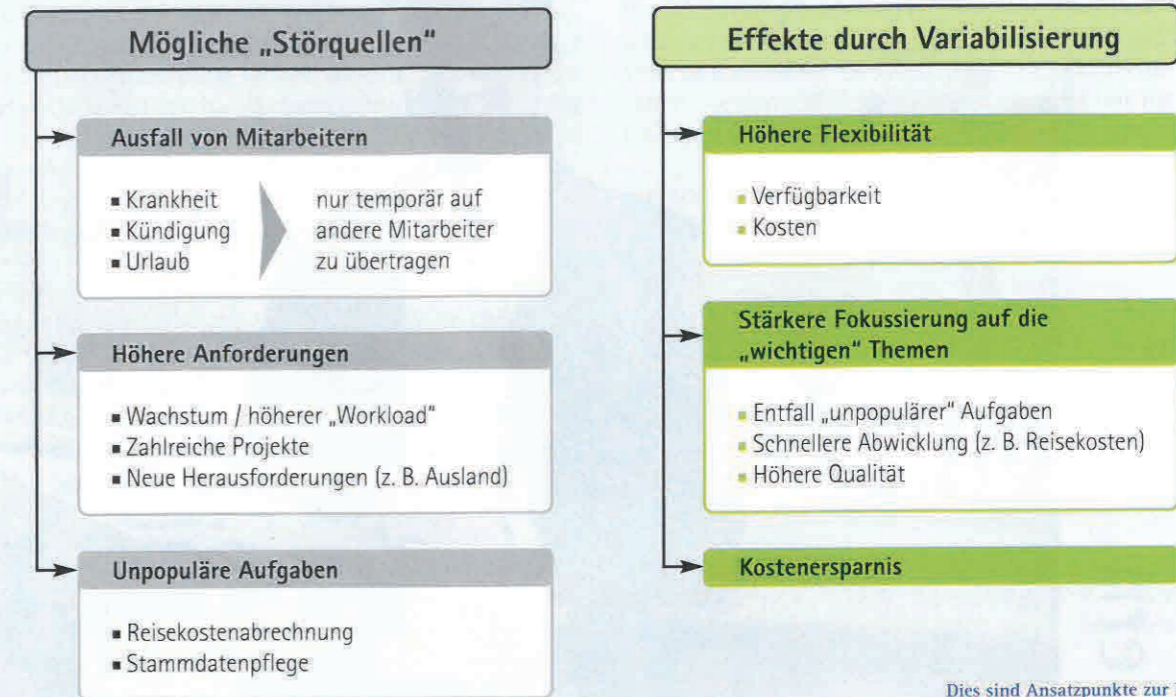 Mögliche „Störquellen“
Ausfall von Mitarbeitern
▪ Krankheit
▪ Kündigung
▪ Urlaub
nur temporär auf
andere Mitarbeiter
zu übertragen
Höhere Anforderungen
▪ Wachstum / höherer „Workload“
▪ Zahlreiche Projekte
▪ Neue Herausforderungen (z. B. Ausland)
Unpopuläre Aufgaben
▪ Reisekostenabrechnung
▪ Stammdatenpflege
Effekte durch Variabilisierung
Höhere Flexibilität
▪ Verfügbarkeit
▪ Kosten
Stärkere Fokussierung auf die
„wichtigen“ Themen
▪ Entfall „unpopulärer“ Aufgaben
▪ Schnellere Abwicklung (z. B. Reisekosten)
▪ Höhere Qualität
Kostenersparnis
Dies sind Ansatzpunkte zur